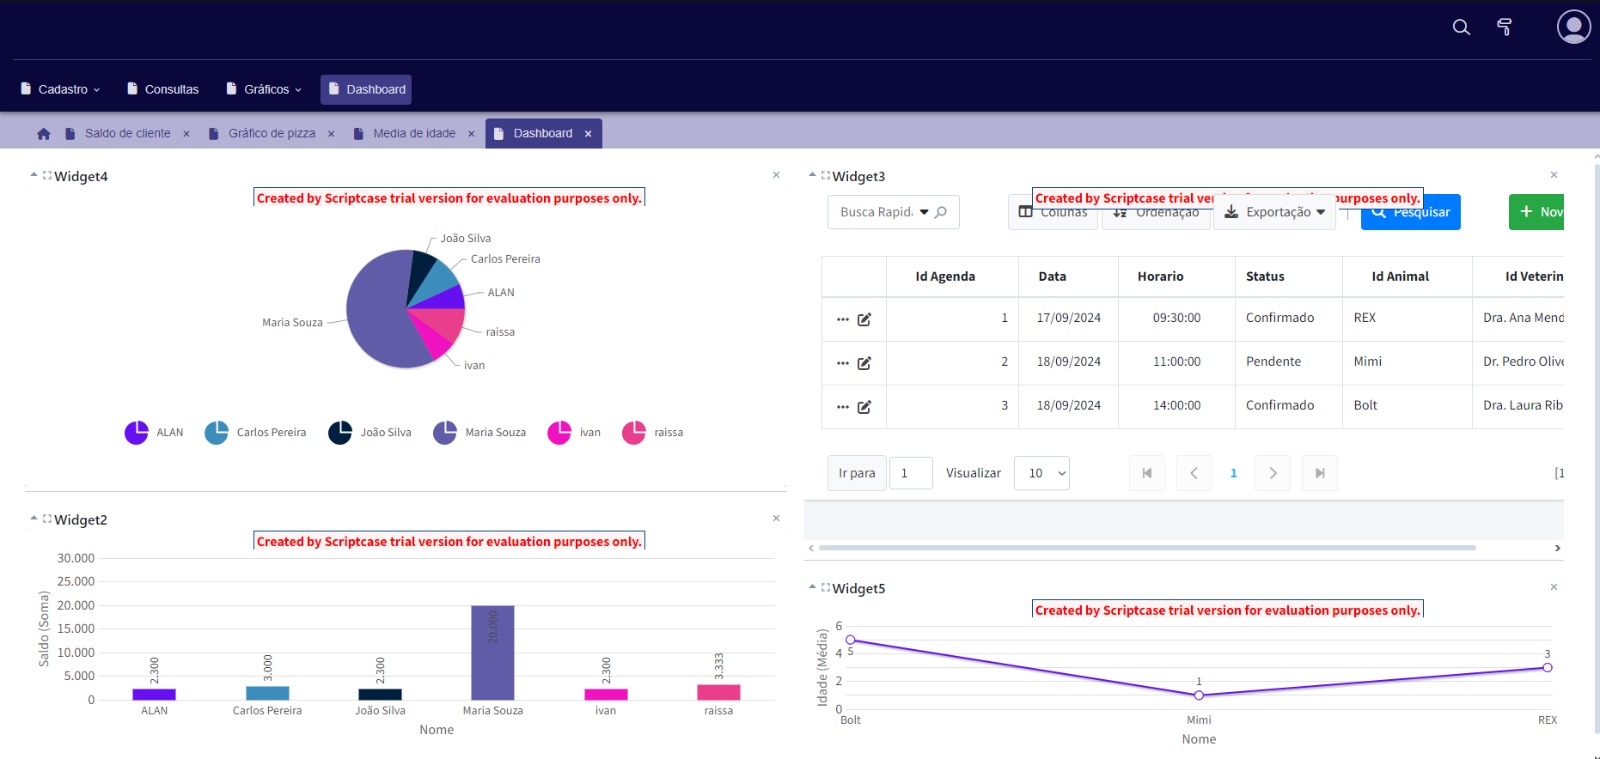 Cadastro Consultas Gráficos Dashboard
Saldo de cliente × Gráfico de pizza × Media de idade × Dashboard ×
Widget4
Created by Scriptcase trial version for evaluation purposes only.
João Silva
Carlos Pereira
ALAN
Maria Souza
raissa
ivan
ALAN Carlos Pereira João Silva Maria Souza ivan raissa
Widget2
Created by Scriptcase trial version for evaluation purposes only.
Saldo (Soma)
30.000
25.000
20.000
15.000
10.000
5.000
0
2.300 3.000 2.300 20.000 2.300 3.333
ALAN Carlos Pereira João Silva Maria Souza ivan raissa
Nome
Widget3
Created by Scriptcase trial ver purposes only.
Busca Rapid Colunas Ordenação Exportação Pesquisar + Nov
Id Agenda Data Horario Status Id Animal Id Veterin
1 17/09/2024 09:30:00 Confirmado REX Dra. Ana Mend
2 18/09/2024 11:00:00 Pendente Mimi Dr. Pedro Olive
3 18/09/2024 14:00:00 Confirmado Bolt Dra. Laura Rib
Ir para 1 Visualizar 10 1 [1
Widget5
Created by Scriptcase trial version for evaluation purposes only.
Idade (Média)
6
4
2
0
5 1 3
Bolt Mimi REX
Nome